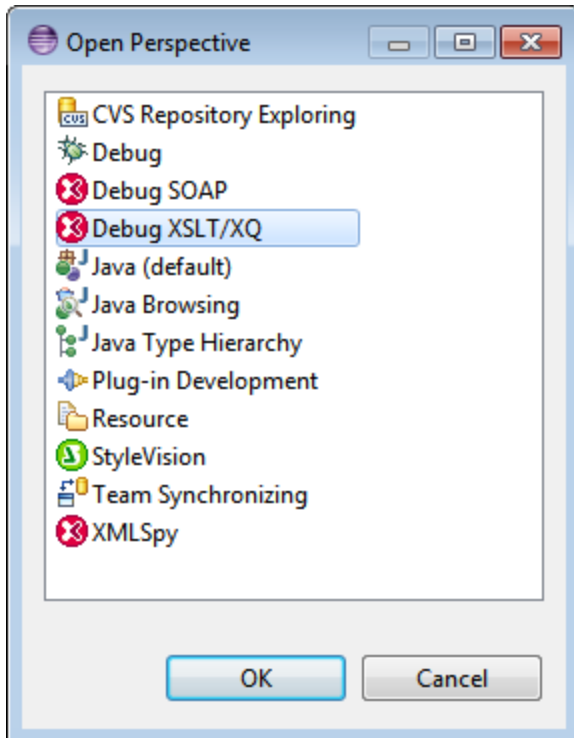 Open Perspective
CVS Repository Exploring
Debug
Debug SOAP
Debug XSLT/XQ
Java (default)
Java Browsing
Java Type Hierarchy
Plug-in Development
Resource
StyleVision
Team Synchronizing
XMLSpy
OK Cancel